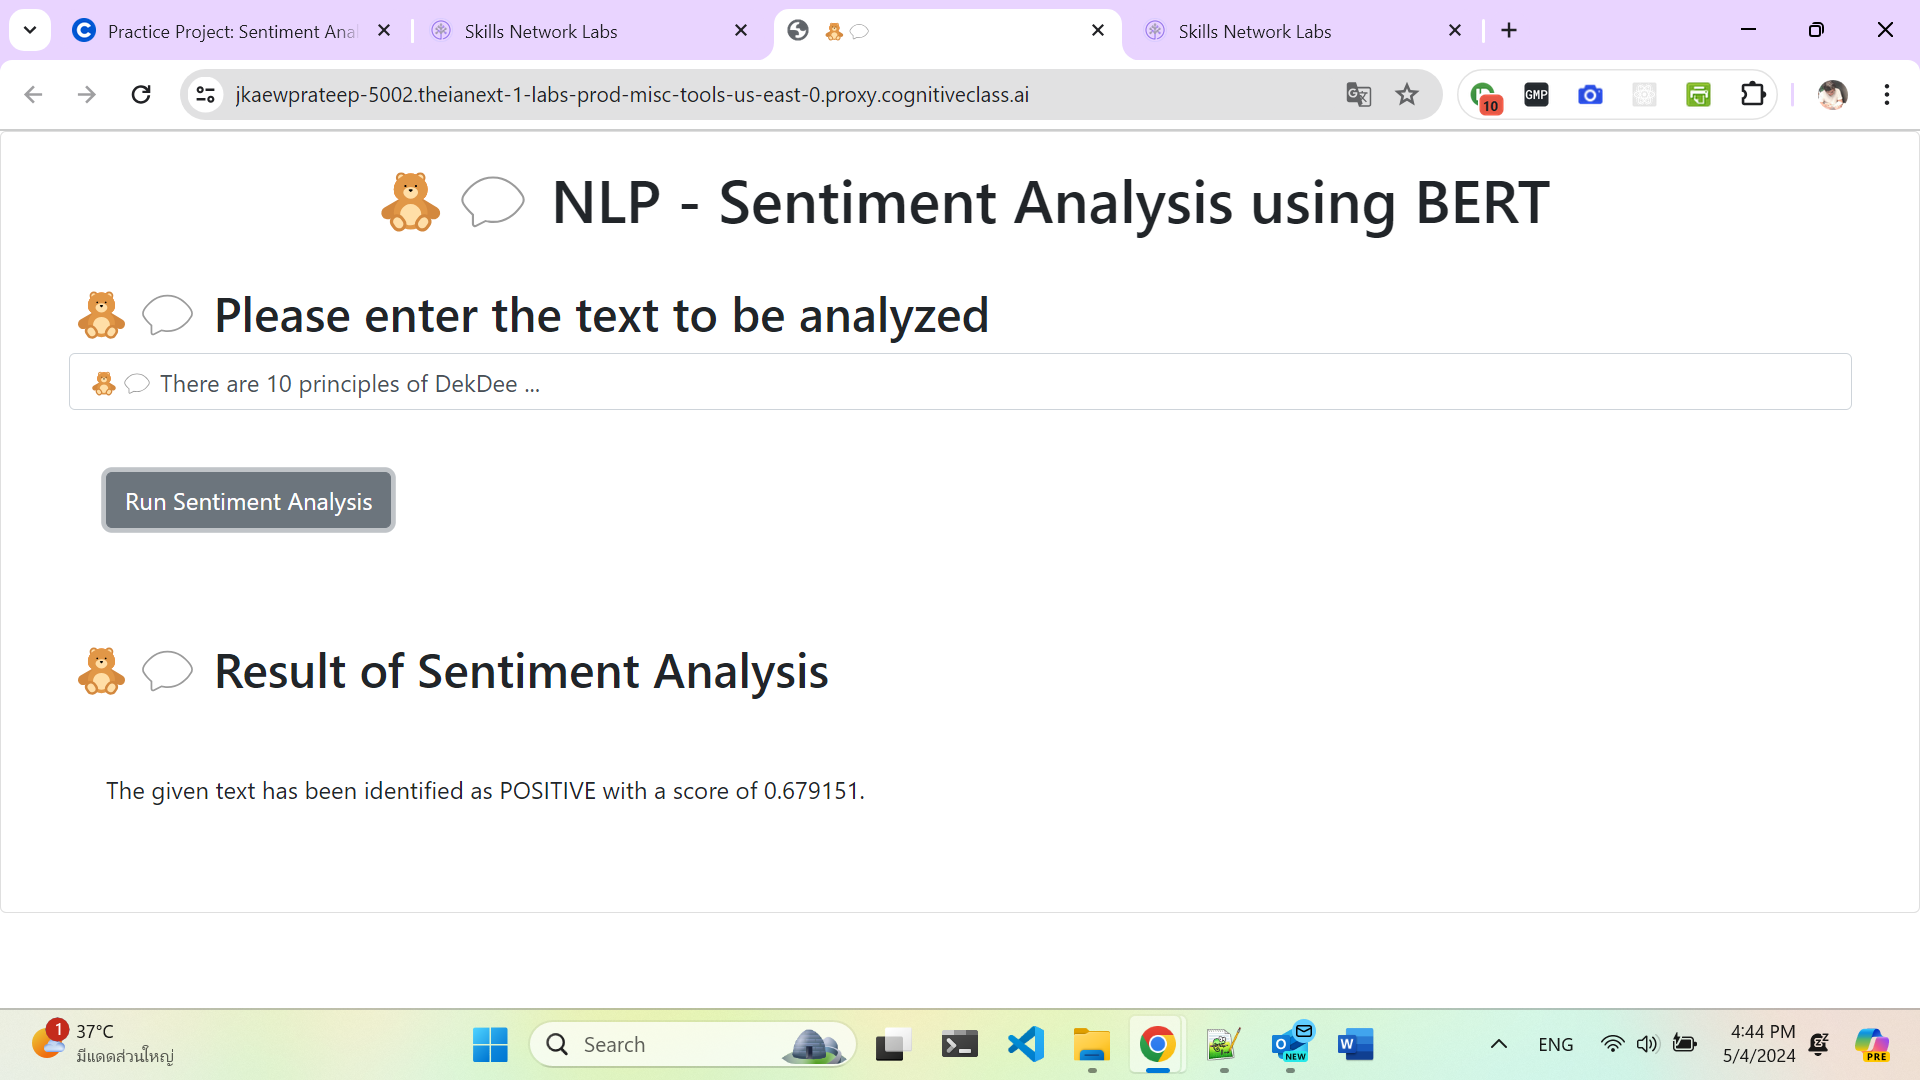 Practice Project: Sentiment Ana
Skills Network Labs
🧸💬
Skills Network Labs
jkaewprateep-5002.theianext-1-labs-prod-misc-tools-us-east-0.proxy.cognitiveclass.ai
10
GMP
🧸💬 NLP - Sentiment Analysis using BERT
🧸💬 Please enter the text to be analyzed
🧸💬 There are 10 principles of DekDee ...
Run Sentiment Analysis
🧸💬 Result of Sentiment Analysis
The given text has been identified as POSITIVE with a score of 0.679151.
1
37°C
มีแดดส่วนใหญ่
Search
NEW
ENG
4:44 PM
5/4/2024
PRE